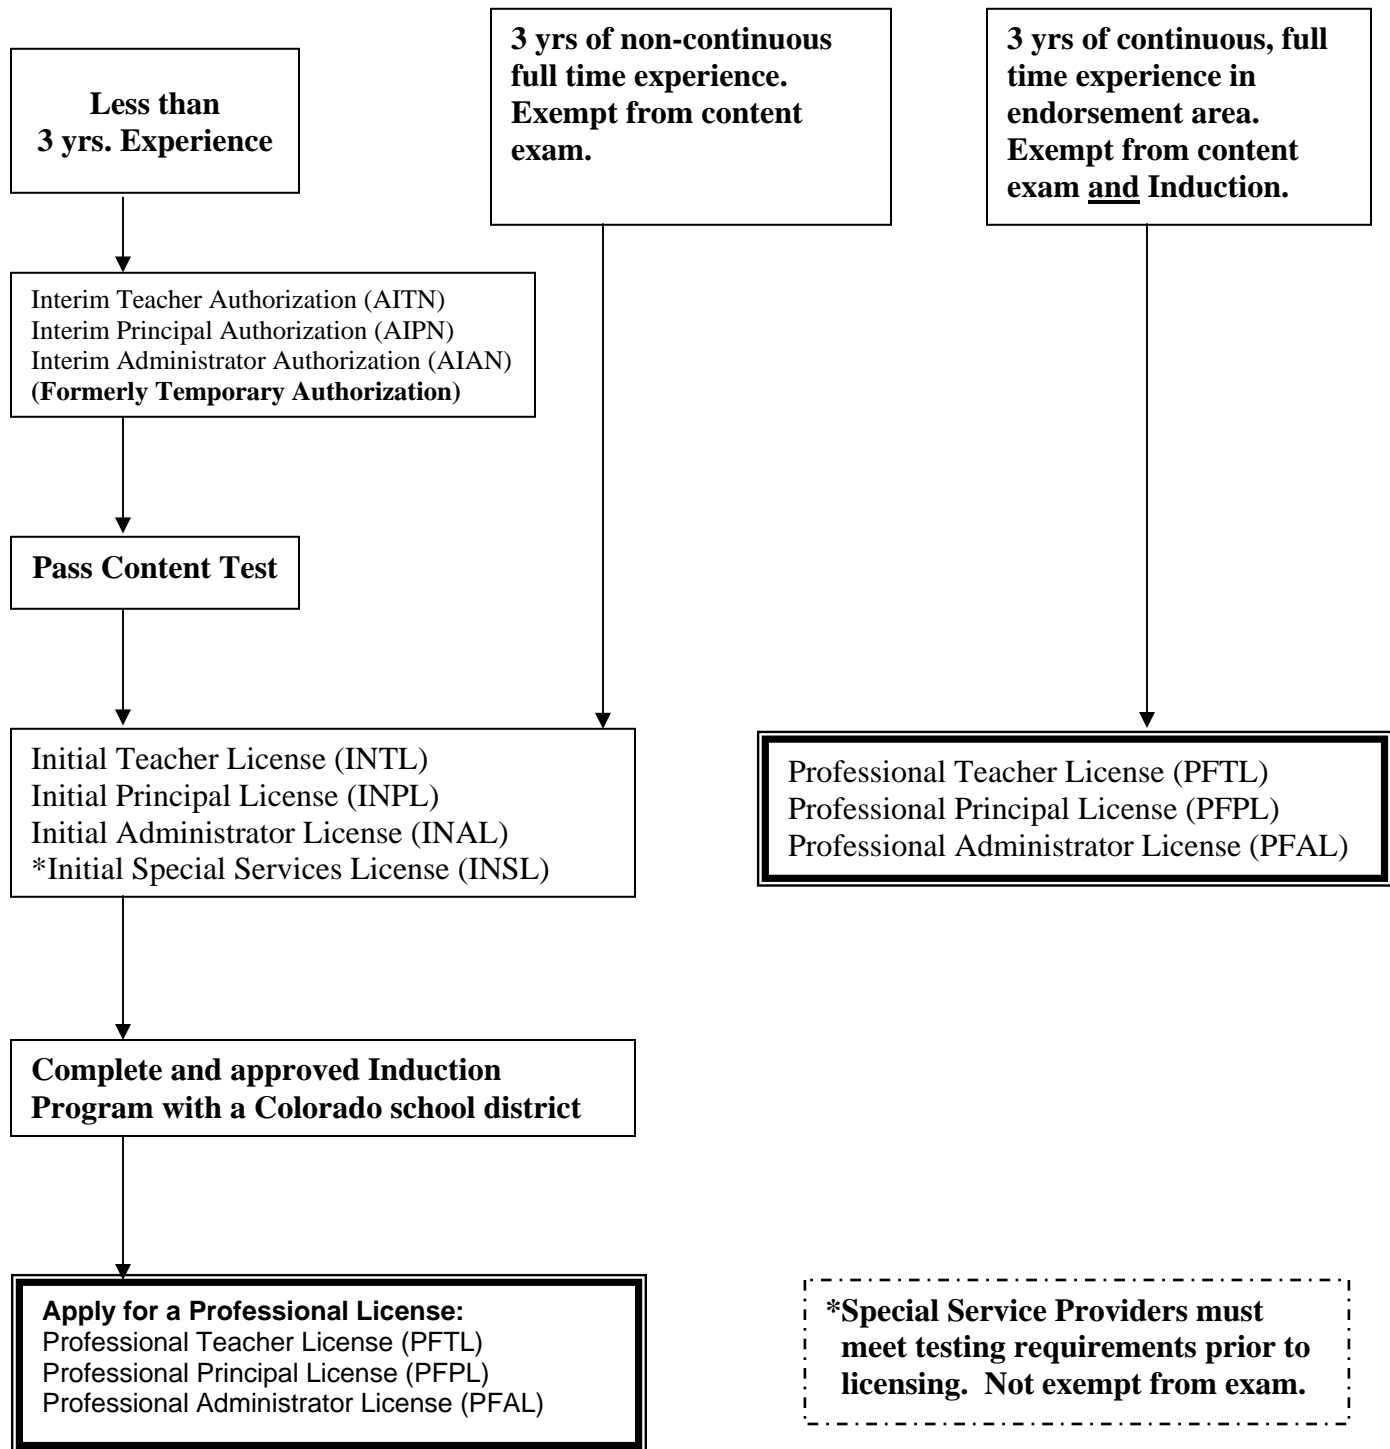 Less than
3 yrs. Experience
3 yrs of non-continuous
full time experience.
Exempt from content
exam.
3 yrs of continuous, full
time experience in
endorsement area.
Exempt from content
exam and Induction.
Interim Teacher Authorization (AITN)
Interim Principal Authorization (AIPN)
Interim Administrator Authorization (AIAN)
(Formerly Temporary Authorization)
Pass Content Test
Initial Teacher License (INTL)
Initial Principal License (INPL)
Initial Administrator License (INAL)
*Initial Special Services License (INSL)
Professional Teacher License (PFTL)
Professional Principal License (PFPL)
Professional Administrator License (PFAL)
Complete and approved Induction
Program with a Colorado school district
Apply for a Professional License:
Professional Teacher License (PFTL)
Professional Principal License (PFPL)
Professional Administrator License (PFAL)
*Special Service Providers must
meet testing requirements prior to
licensing.  Not exempt from exam.